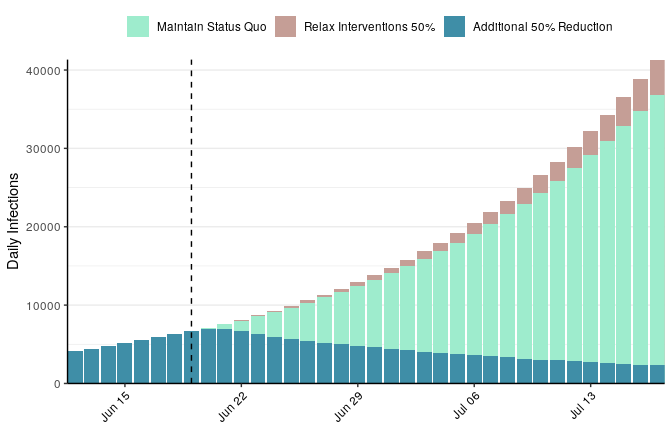 Maintain Status Quo Relax Interventions 50% Additional 50% Reduction
Daily Infections
40000
30000
20000
10000
0
Jun 15 Jun 22 Jun 29 Jul 06 Jul 13